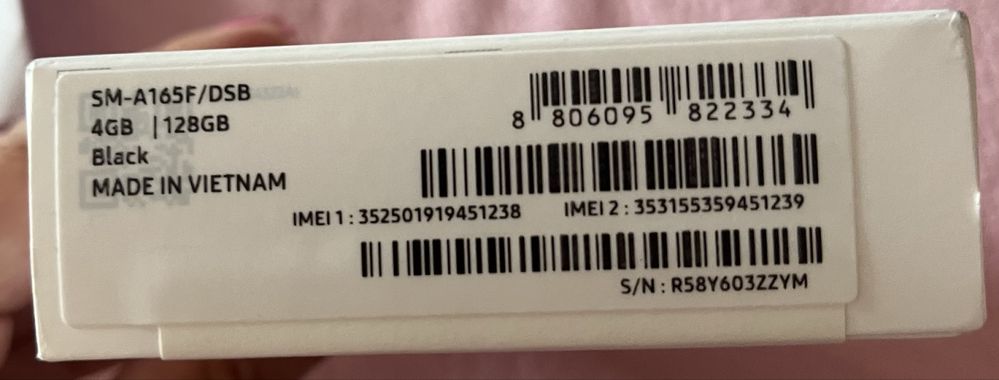 SM-A165F/DSB
4GB | 128GB
Black
MADE IN VIETNAM
8 806095 822334
IMEI 1 : 352501919451238 IMEI 2 : 353155359451239
S/N : R58Y603ZZYM